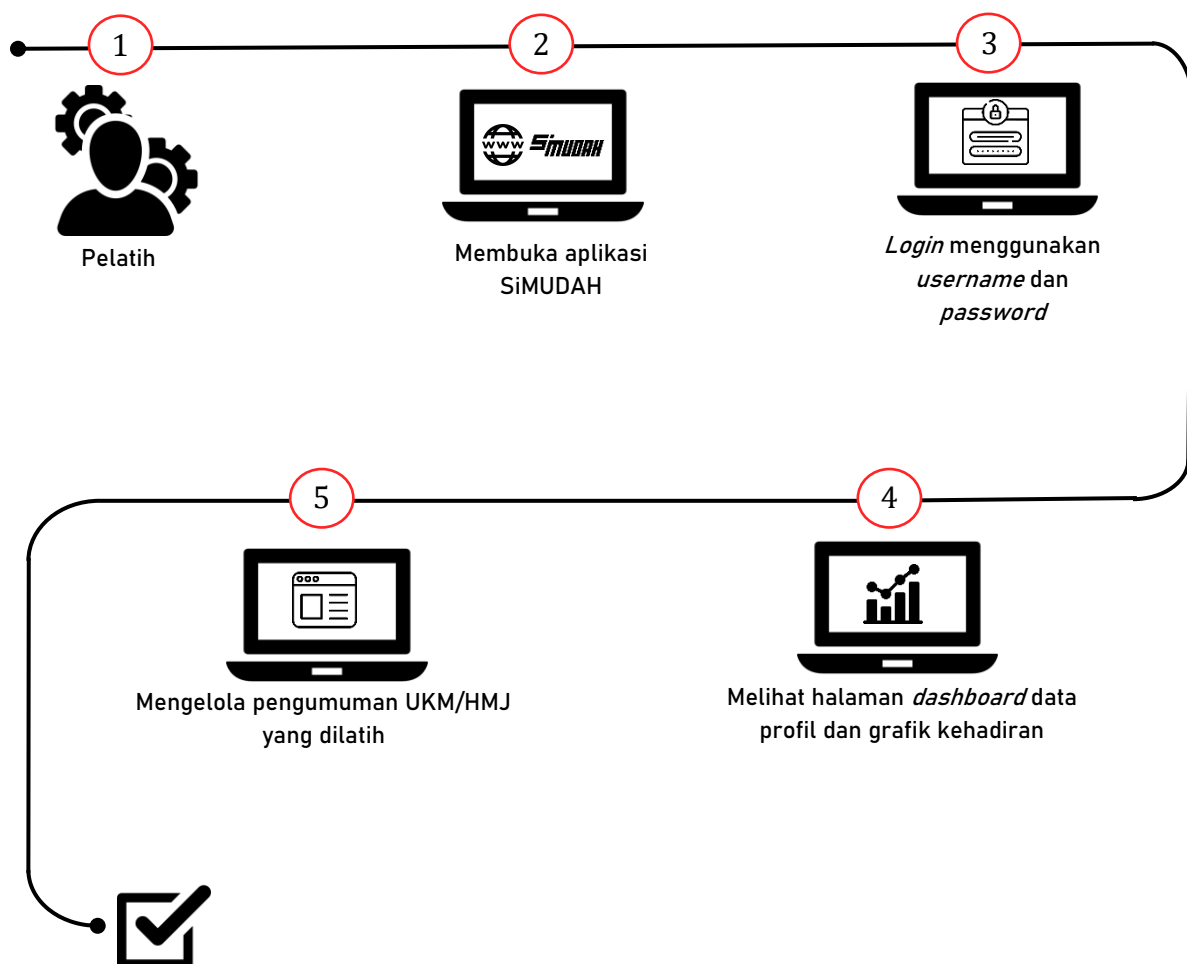 1
2
3
www SiMUDAH
Pelatih
Membuka aplikasi
SiMUDAH
Login menggunakan
username dan
password
5
4
Mengelola pengumuman UKM/HMJ
yang dilatih
Melihat halaman dashboard data
profil dan grafik kehadiran